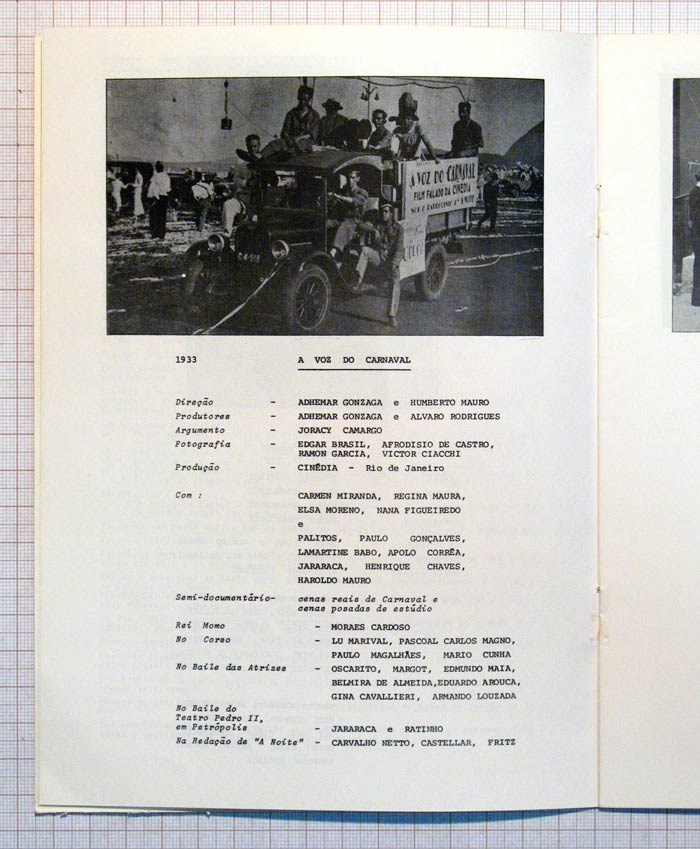 A VOZ DO CARNAVAL
FILM FALADO DA CINÉDIA
SOB O PATROCINIO D'A NOITE
C4-518
1933 A VOZ DO CARNAVAL
Direção - ADHEMAR GONZAGA e HUMBERTO MAURO
Produtores - ADHEMAR GONZAGA e ALVARO RODRIGUES
Argumento - JORACY CAMARGO
Fotografia - EDGAR BRASIL, AFRODISIO DE CASTRO,
RAMON GARCIA, VICTOR CIACCHI
Produção - CINÉDIA - Rio de Janeiro
Com : CARMEN MIRANDA, REGINA MAURA,
ELSA MORENO, NANA FIGUEIREDO
e
PALITOS, PAULO GONÇALVES,
LAMARTINE BABO, APOLO CORRÊA,
JARARACA, HENRIQUE CHAVES,
HAROLDO MAURO
Semi-documentário- cenas reais de Carnaval e
cenas posadas de estúdio
Rei Momo - MORAES CARDOSO
No Corso - LU MARIVAL, PASCOAL CARLOS MAGNO,
PAULO MAGALHÃES, MARIO CUNHA
No Baile das Atrizes - OSCARITO, MARGOT, EDMUNDO MAIA,
BELMIRA DE ALMEIDA,EDUARDO AROUCA,
GINA CAVALLIERI, ARMANDO LOUZADA
No Baile do
Teatro Pedro II,
em Petrópolis - JARARACA e RATINHO
Na Redação de "A Noite" - CARVALHO NETTO, CASTELLAR, FRITZ